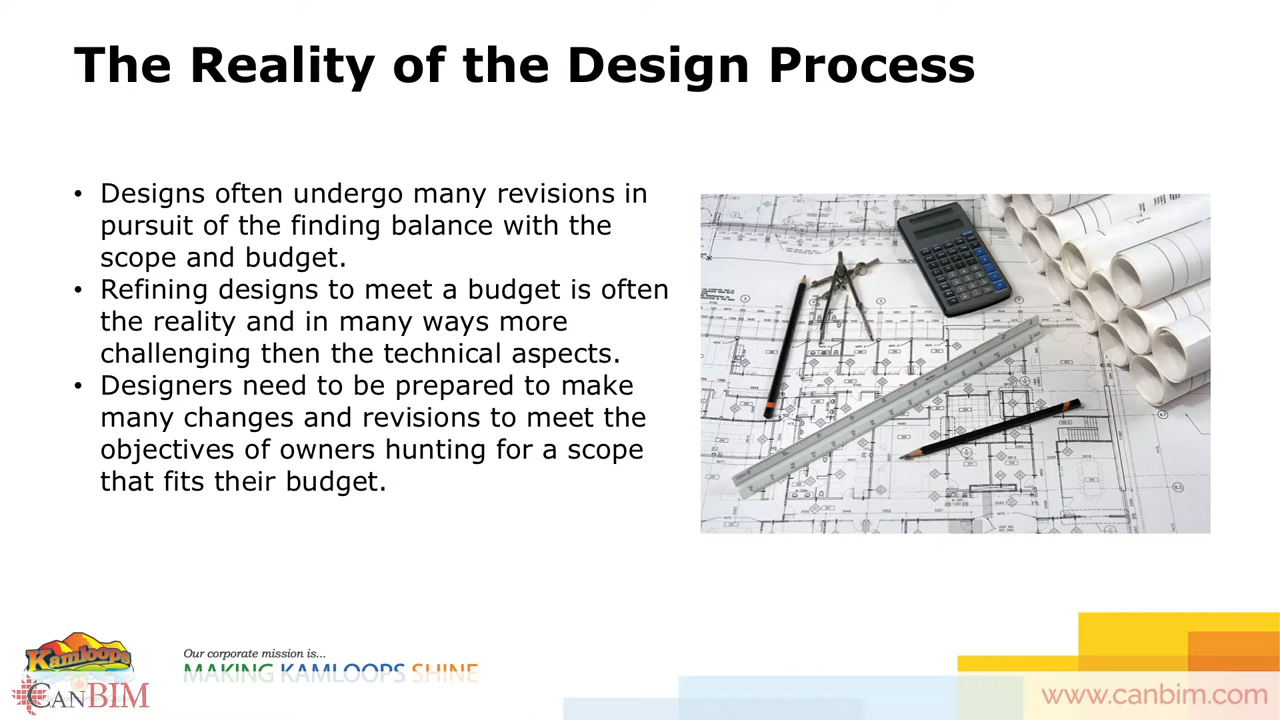 The Reality of the Design Process
• Designs often undergo many revisions in
pursuit of the finding balance with the
scope and budget.
• Refining designs to meet a budget is often
the reality and in many ways more
challenging then the technical aspects.
• Designers need to be prepared to make
many changes and revisions to meet the
objectives of owners hunting for a scope
that fits their budget.
Kamloops
Our corporate mission is...
MAKING KAMLOOPS SHINE
CANBIM
www.canbim.com